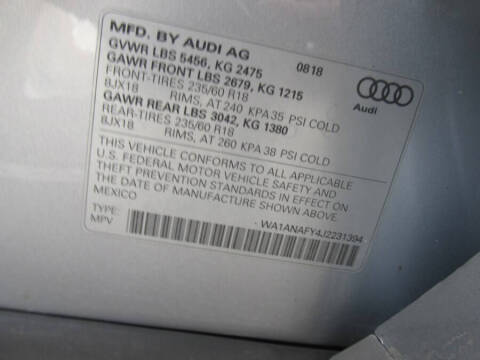 MFD. BY AUDI AG 0818
GVWR LBS 5456, KG 2475
GAWR FRONT LBS 2679, KG 1215
FRONT-TIRES 235/60 R18
8JX18 RIMS, AT 240 KPA 35 PSI COLD
GAWR REAR LBS 3042, KG 1380
REAR-TIRES 235/60 R18
8JX18 RIMS, AT 260 KPA 38 PSI COLD
Audi
THIS VEHICLE CONFORMS TO ALL APPLICABLE
U.S. FEDERAL MOTOR VEHICLE SAFETY AND
THEFT PREVENTION STANDARDS IN EFFECT ON
THE DATE OF MANUFACTURE SHOWN ABOVE.
MEXICO
WA1ANAFY4J2231394
TYPE:
MPV